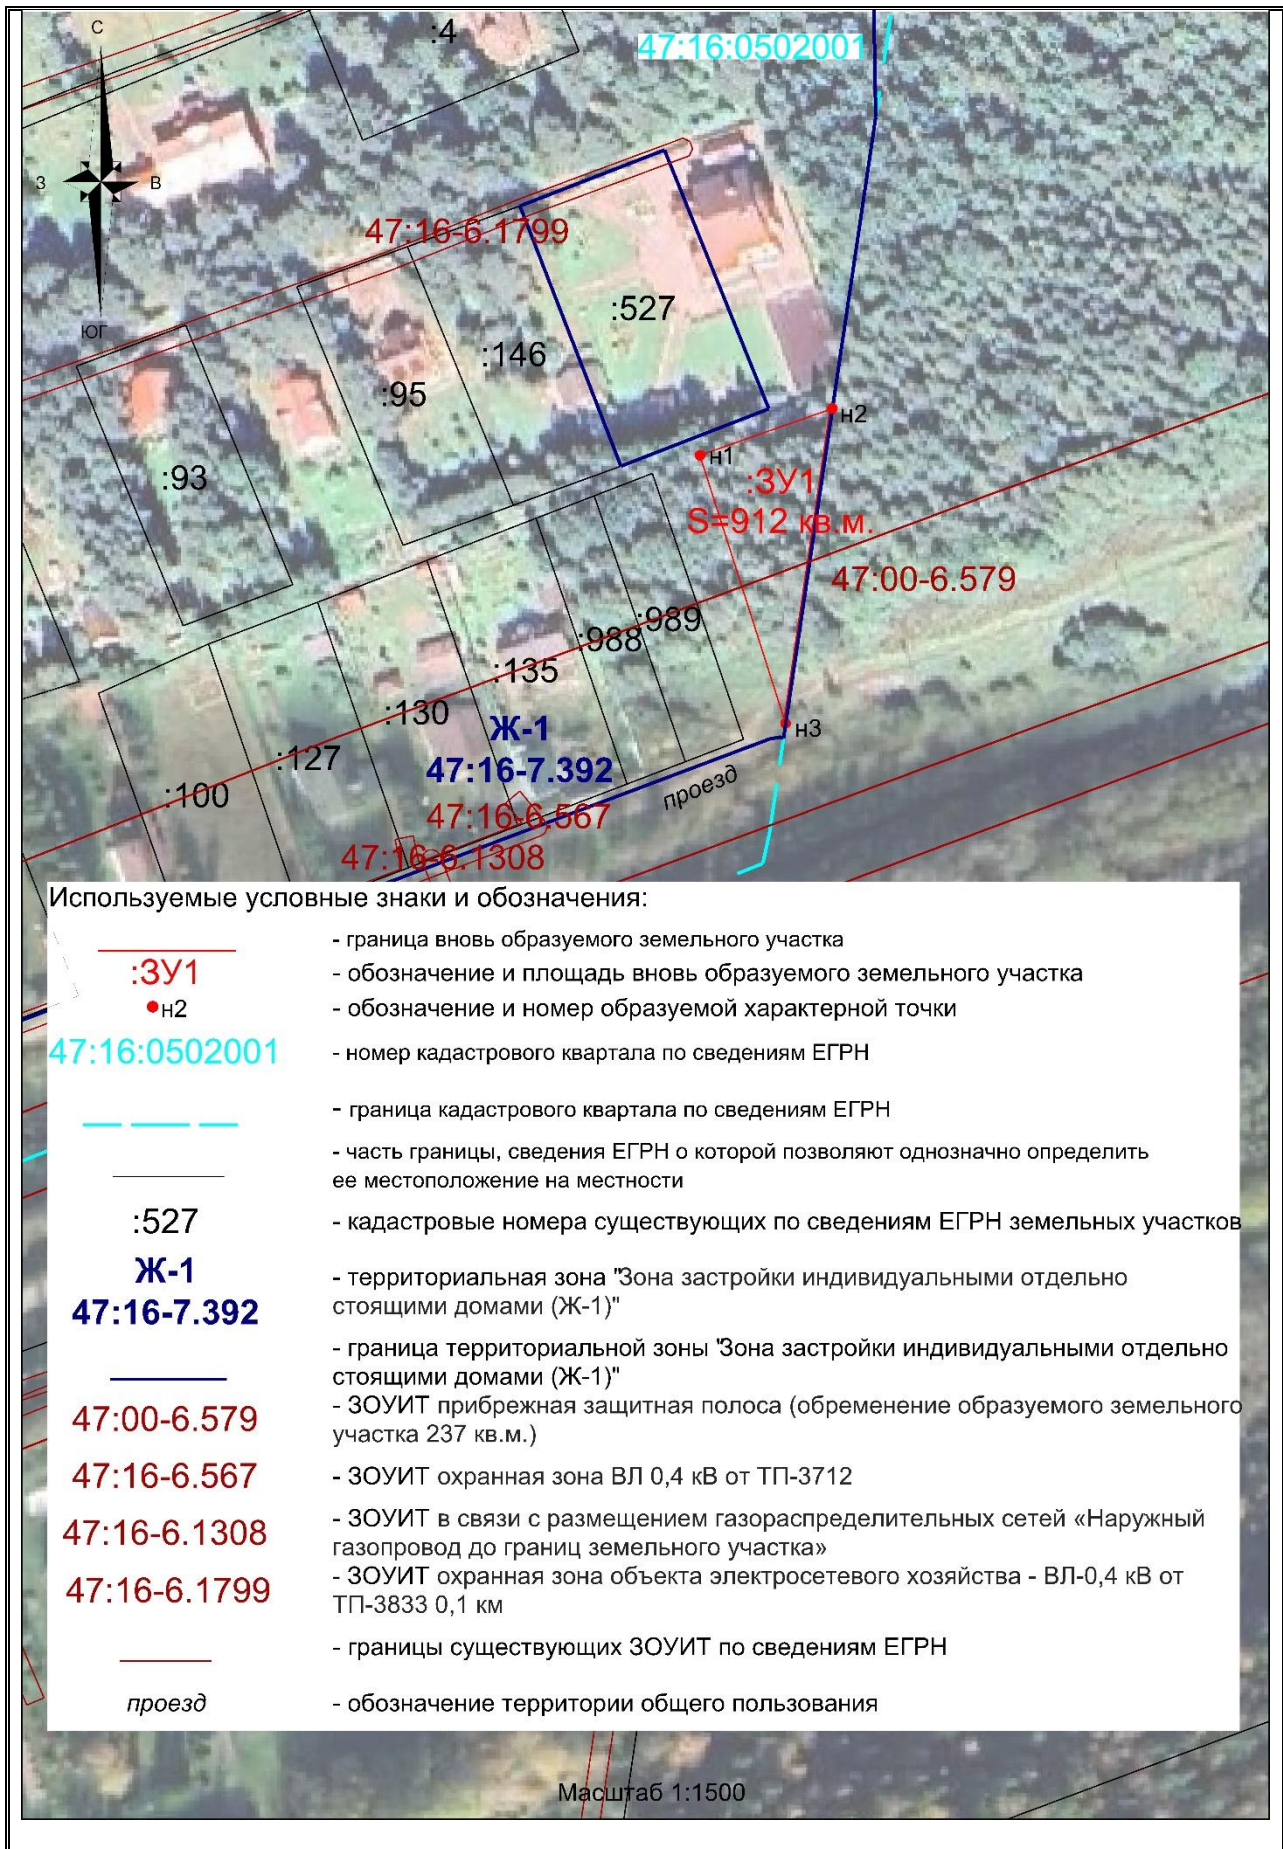 :4
47:16:0502001
С
З
В
ЮГ
47:16-6.1799
:527
:146
:95
:93
н2
н1
:ЗУ1
S=912 кв.м.
47:00-6.579
:989
:988
:135
:130
:127
:100
Ж-1
47:16-7.392
н3
проезд
47:16-6.567
47:16-6.1308
Используемые условные знаки и обозначения:
- граница вновь образуемого земельного участка
:ЗУ1 - обозначение и площадь вновь образуемого земельного участка
н2 - обозначение и номер образуемой характерной точки
47:16:0502001 - номер кадастрового квартала по сведениям ЕГРН
- граница кадастрового квартала по сведениям ЕГРН
- часть границы, сведения ЕГРН о которой позволяют однозначно определить
ее местоположение на местности
:527 - кадастровые номера существующих по сведениям ЕГРН земельных участков
Ж-1 - территориальная зона "Зона застройки индивидуальными отдельно
47:16-7.392 стоящими домами (Ж-1)"
- граница территориальной зоны "Зона застройки индивидуальными отдельно
стоящими домами (Ж-1)"
47:00-6.579 - ЗОУИТ прибрежная защитная полоса (обременение образуемого земельного
участка 237 кв.м.)
47:16-6.567 - ЗОУИТ охранная зона ВЛ 0,4 кВ от ТП-3712
47:16-6.1308 - ЗОУИТ в связи с размещением газораспределительных сетей «Наружный
газопровод до границ земельного участка»
47:16-6.1799 - ЗОУИТ охранная зона объекта электросетевого хозяйства - ВЛ-0,4 кВ от
ТП-3833 0,1 км
- границы существующих ЗОУИТ по сведениям ЕГРН
проезд - обозначение территории общего пользования
Масштаб 1:1500